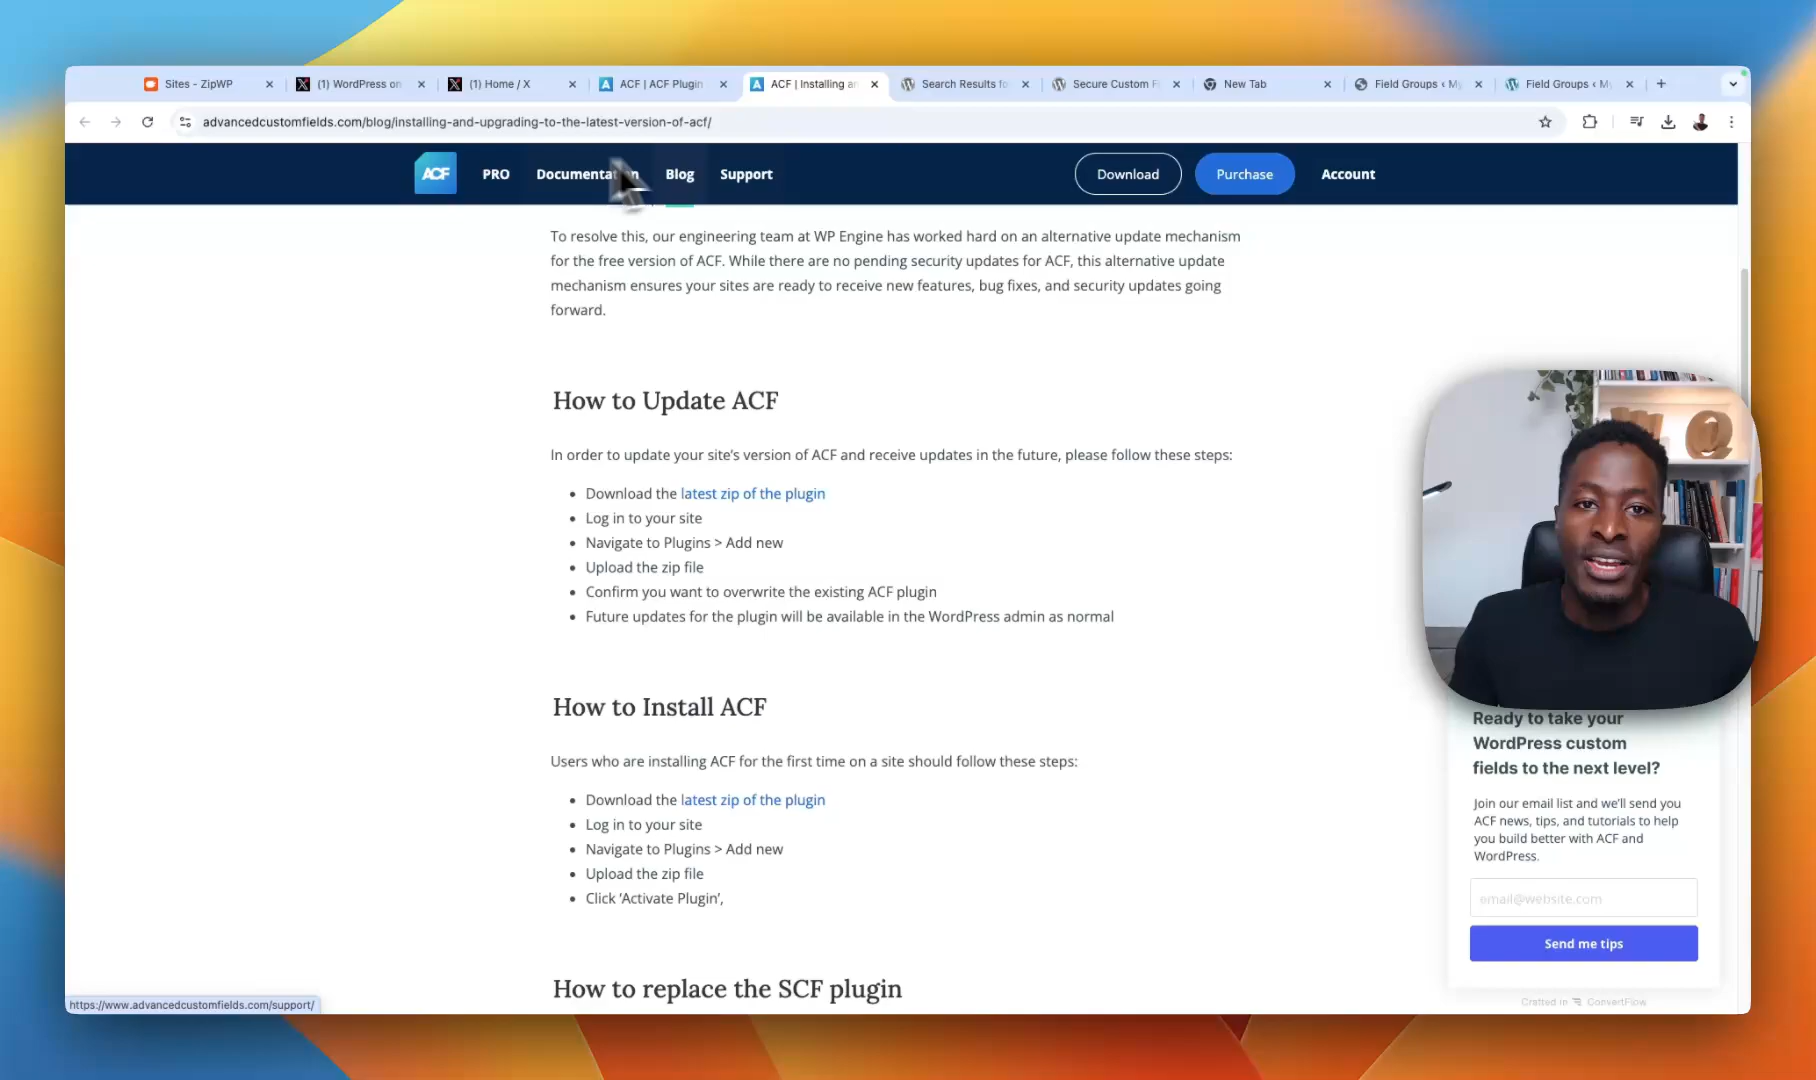 Sites - ZipWP
(1) WordPress on
(1) Home / X
ACF | ACF Plugin
ACF | Installing an
Search Results fo
Secure Custom Fi
New Tab
Field Groups ‹ My
Field Groups ‹ My
advancedcustomfields.com/blog/installing-and-upgrading-to-the-latest-version-of-acf/
ACF
PRO
Documentation
Blog
Support
Download
Purchase
Account
To resolve this, our engineering team at WP Engine has worked hard on an alternative update mechanism
for the free version of ACF. While there are no pending security updates for ACF, this alternative update
mechanism ensures your sites are ready to receive new features, bug fixes, and security updates going
forward.
How to Update ACF
In order to update your site’s version of ACF and receive updates in the future, please follow these steps:
• Download the latest zip of the plugin
• Log in to your site
• Navigate to Plugins > Add new
• Upload the zip file
• Confirm you want to overwrite the existing ACF plugin
• Future updates for the plugin will be available in the WordPress admin as normal
How to Install ACF
Users who are installing ACF for the first time on a site should follow these steps:
• Download the latest zip of the plugin
• Log in to your site
• Navigate to Plugins > Add new
• Upload the zip file
• Click ‘Activate Plugin’,
How to replace the SCF plugin
Ready to take your
WordPress custom
fields to the next level?
Join our email list and we’ll send you
ACF news, tips, and tutorials to help
you build better with ACF and
WordPress.
email@website.com
Send me tips
Crafted in ConvertFlow
https://www.advancedcustomfields.com/support/